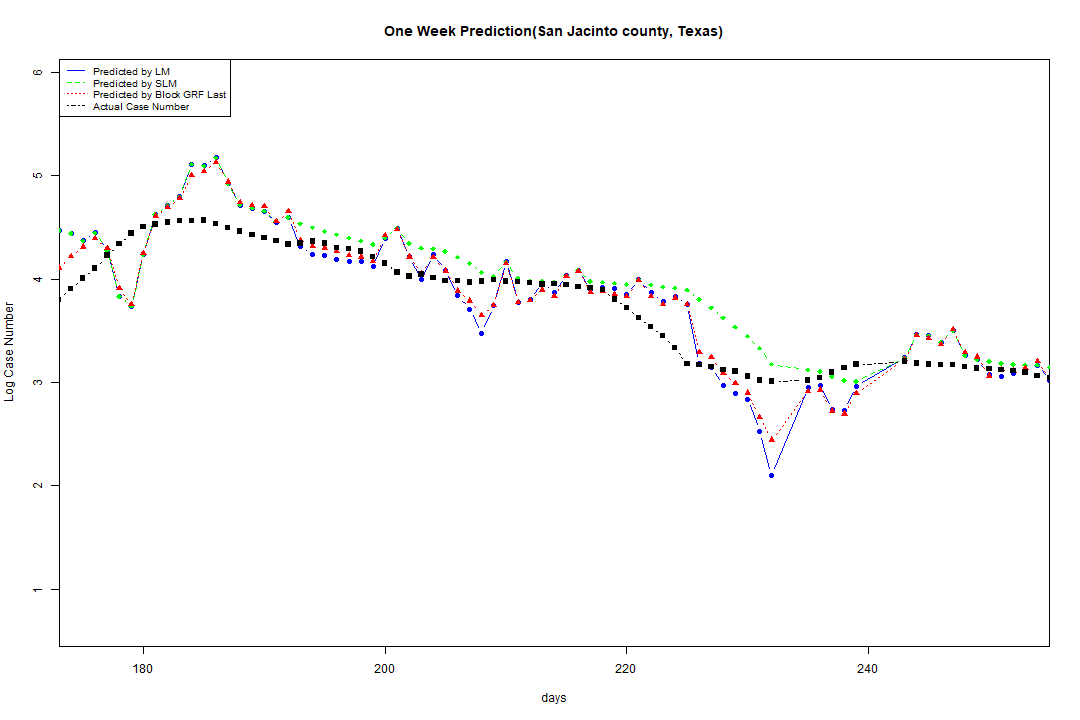 One Week Prediction(San Jacinto county, Texas)
Predicted by LM
Predicted by SLM
Predicted by Block GRF Last
Actual Case Number
6
5
4
3
2
1
Log Case Number
180 200 220 240
days